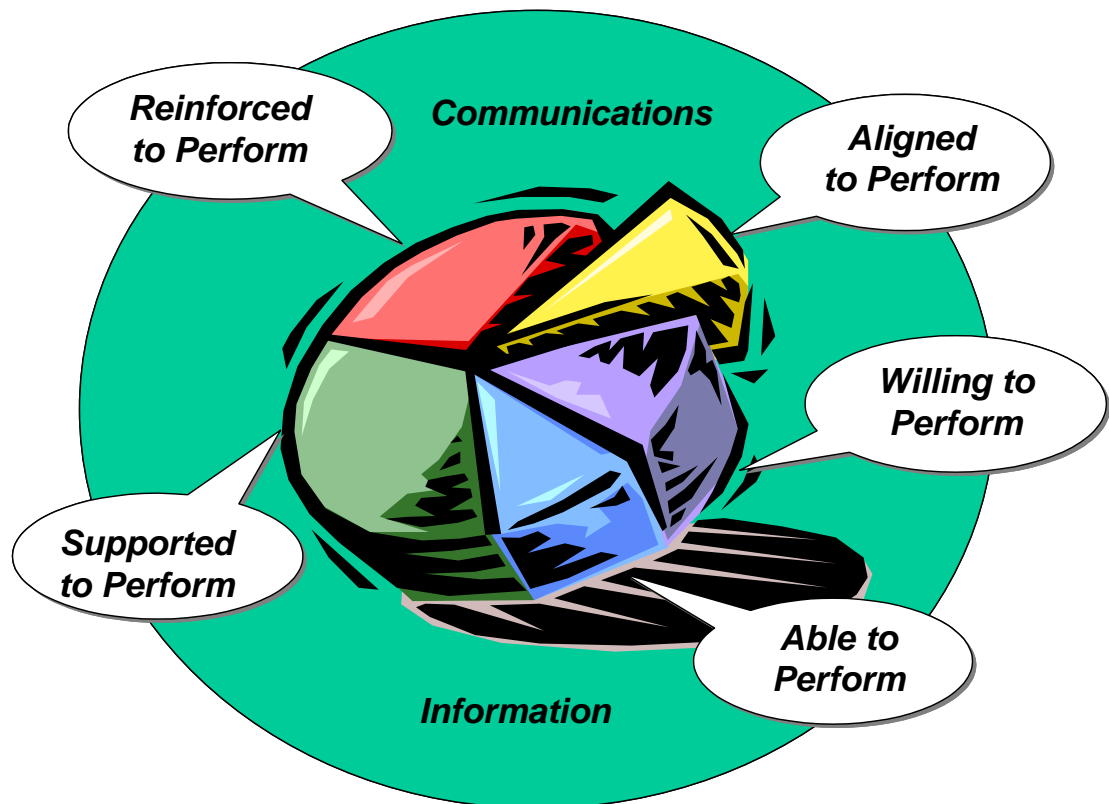 Communications
Reinforced
to Perform
Aligned
to Perform
Willing to
Perform
Supported
to Perform
Able to
Perform
Information